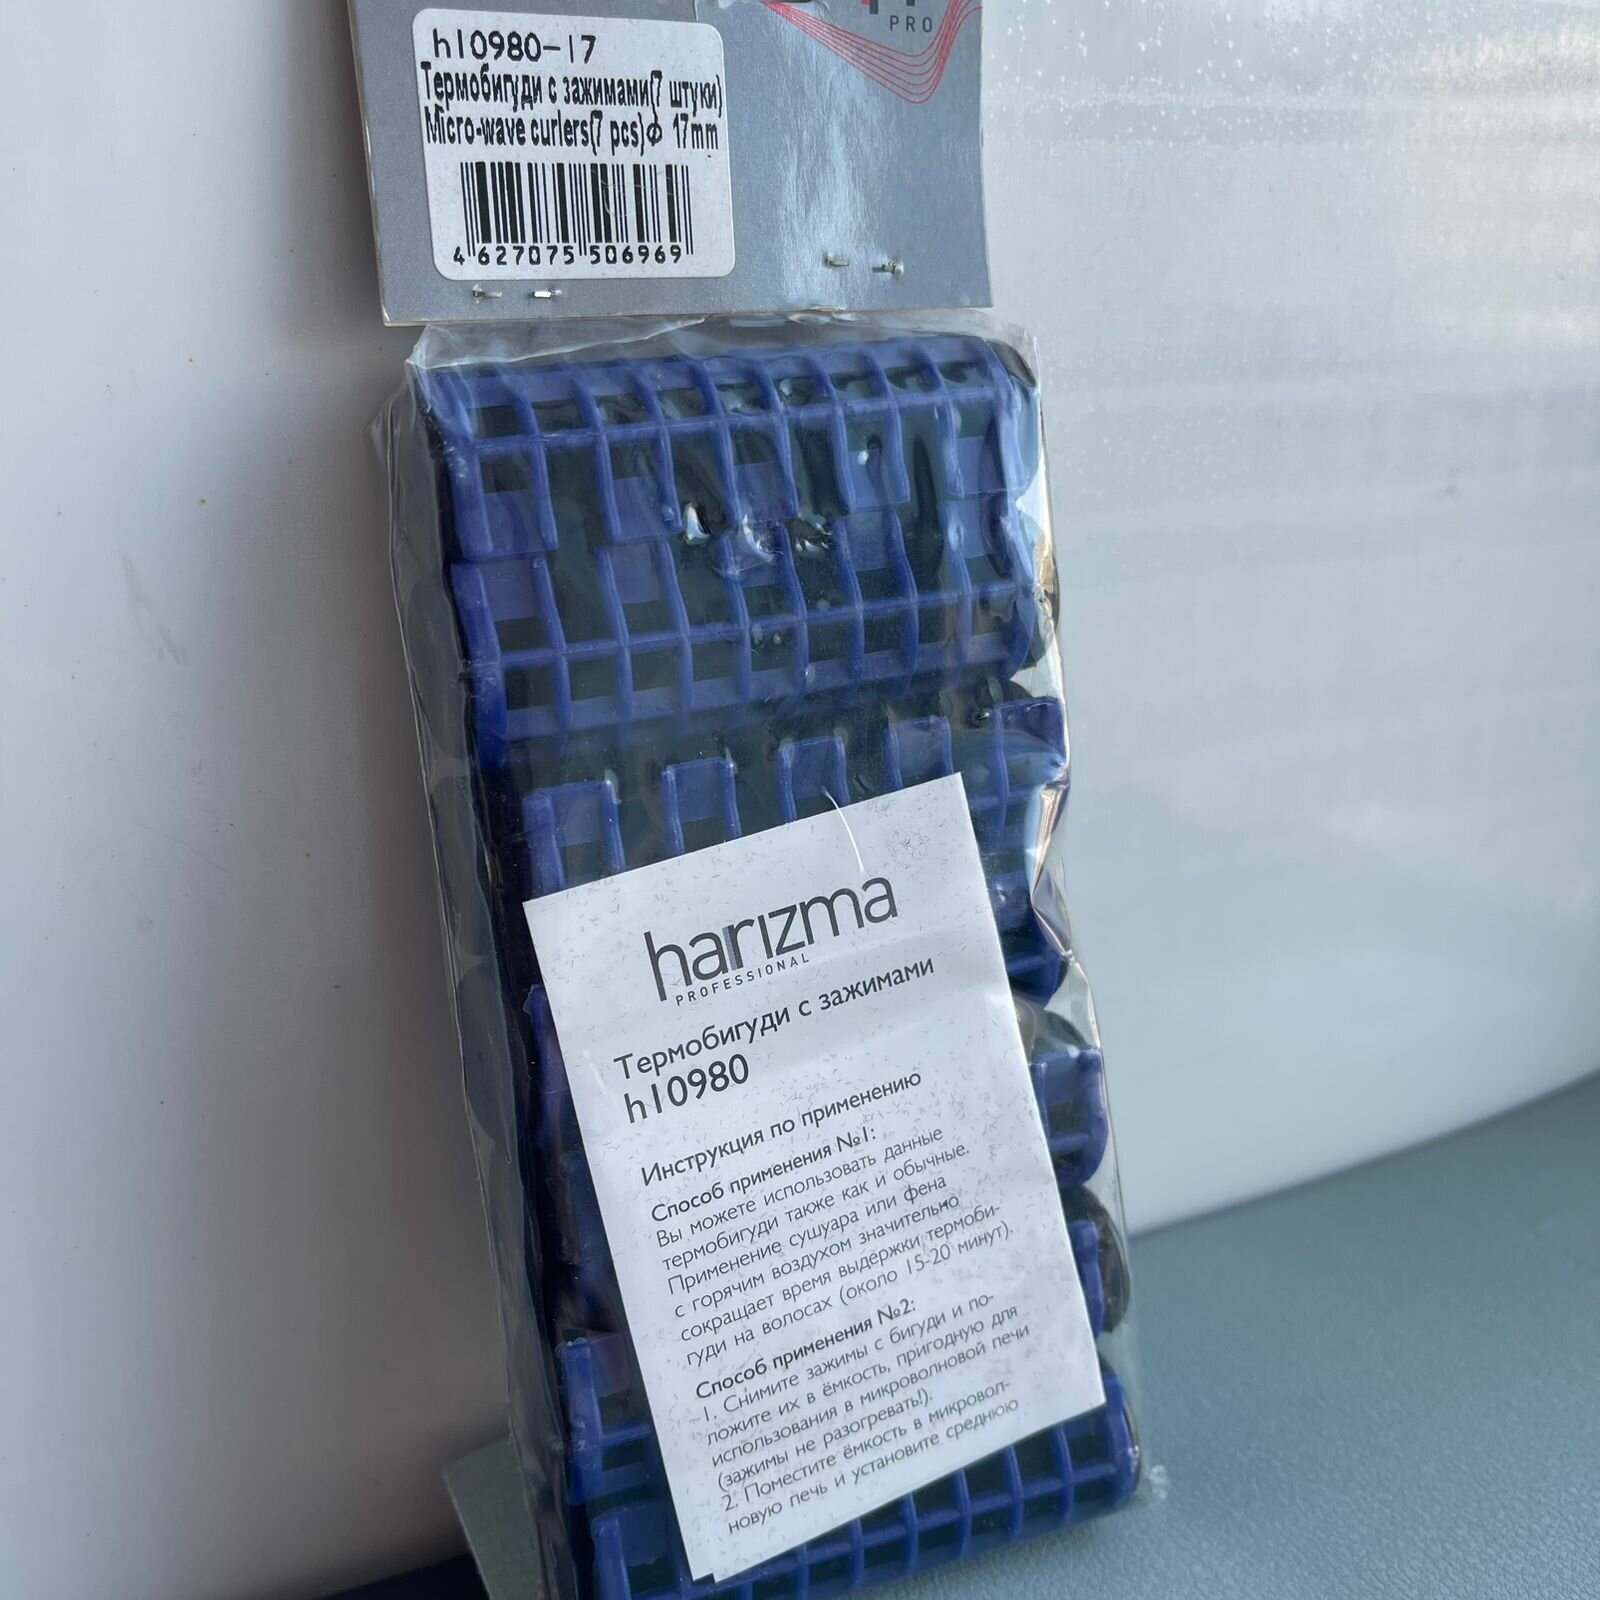 PRO
h10980-17
Термобигуди с зажимами(7 штуки)
Micro-wave curlers(7 pcs)Ф 17mm
4 627075 506969
harizma
PROFESSIONAL
Термобигуди с зажимами
h10980
Инструкция по применению
Способ применения №1:
Вы можете использовать данные
термобигуди также как и обычные.
Применение сушуара или фена
с горячим воздухом значительно
сокращает время выдержки термоби-
гуди на волосах (около 15-20 минут).
Способ применения №2:
1. Снимите зажимы с бигуди и по-
ложите их в ёмкость, пригодную для
использования в микроволновой печи
(зажимы не разогревать!).
2. Поместите ёмкость в микровол-
новую печь и установите среднюю